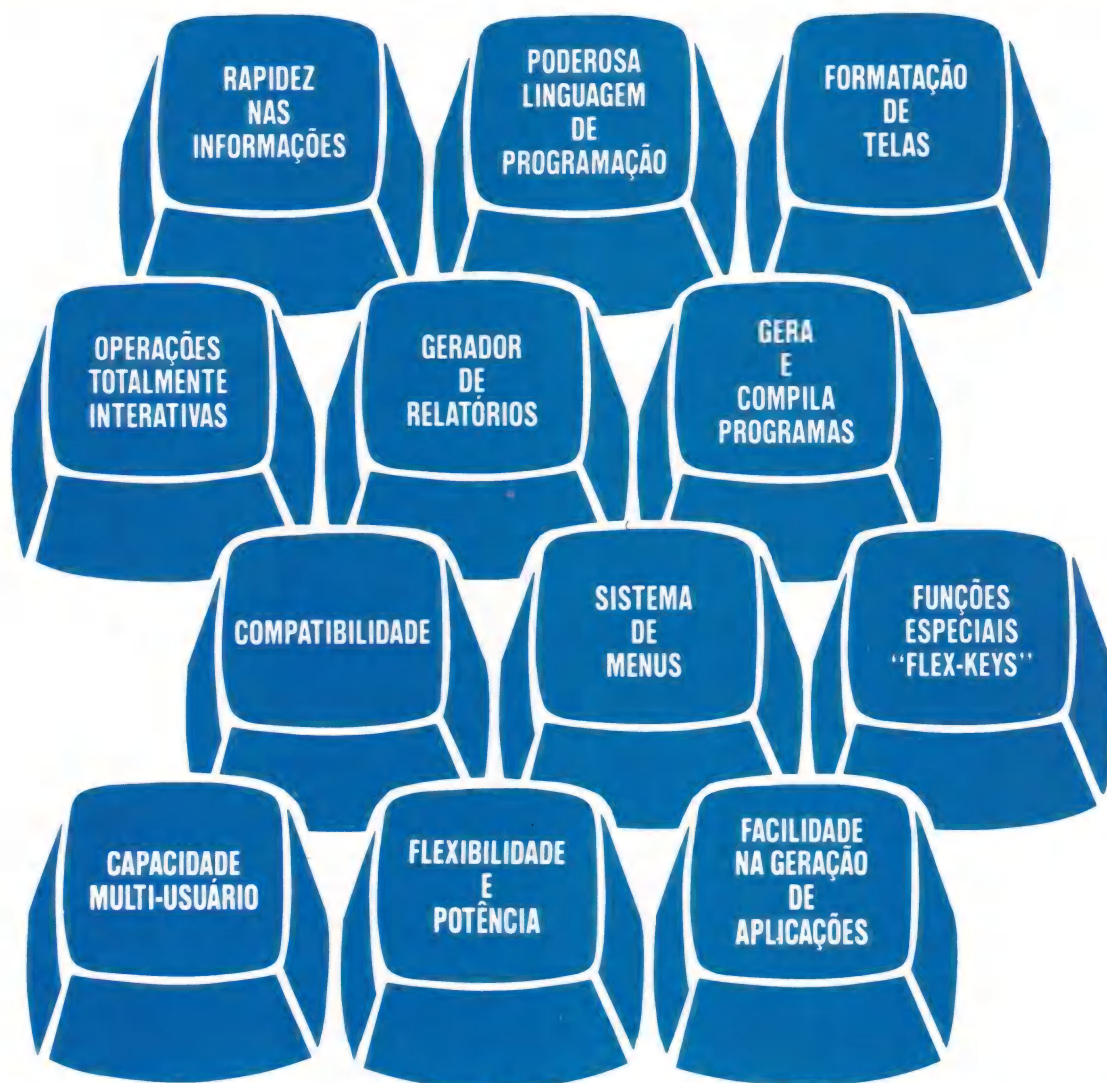 RAPIDEZ
NAS
INFORMAÇÕES
PODEROSA
LINGUAGEM
DE
PROGRAMAÇÃO
FORMATAÇÃO
DE
TELAS
OPERAÇÕES
TOTALMENTE
INTERATIVAS
GERADOR
DE
RELATÓRIOS
GERA
E
COMPILA
PROGRAMAS
COMPATIBILIDADE
SISTEMA
DE
MENUS
FUNÇÕES
ESPECIAIS
"FLEX-KEYS"
CAPACIDADE
MULTI-USUÁRIO
FLEXIBILIDADE
E
POTÊNCIA
FACILIDADE
NA GERAÇÃO
DE
APLICAÇÕES